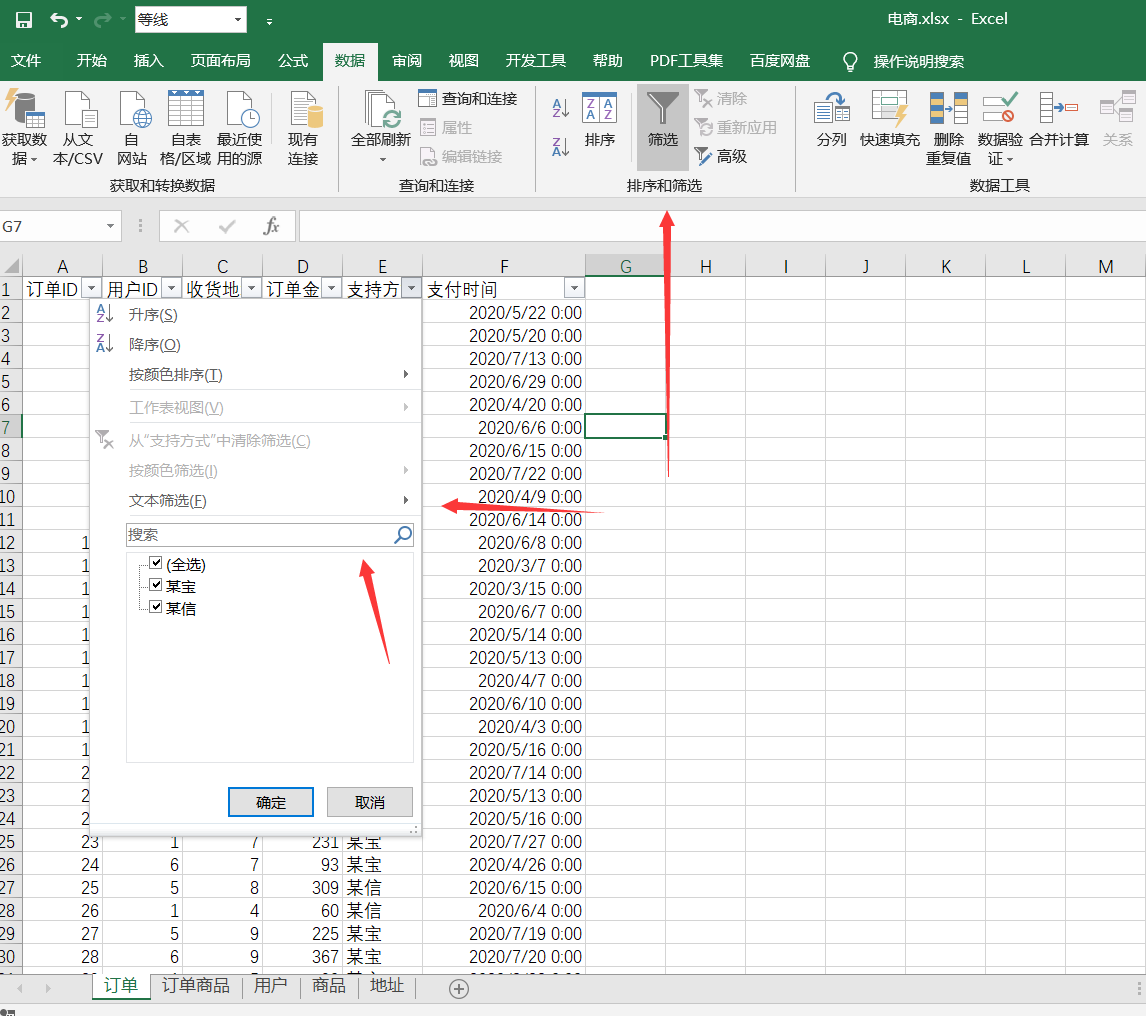 等线
电商.xlsx - Excel
文件 开始 插入 页面布局 公式 数据 审阅 视图 开发工具 帮助 PDF工具集 百度网盘 操作说明搜索
获取数据 从文本/CSV 自网站 自表格/区域 最近使用的源 现有连接
获取和转换数据
全部刷新 查询和连接 属性 编辑链接
查询和连接
排序 筛选 清除 重新应用 高级
排序和筛选
分列 快速填充 删除重复值 数据验证 合并计算 关系
数据工具
G7 fx
A B C D E F G H I J K L M
1 订单ID 用户ID 收货地 订单金 支持方 支付时间
2 2020/5/22 0:00
3 2020/5/20 0:00
4 2020/7/13 0:00
5 2020/6/29 0:00
6 2020/4/20 0:00
7 2020/6/6 0:00
8 2020/6/15 0:00
9 2020/7/22 0:00
10 2020/4/9 0:00
11 2020/6/14 0:00
12 1 2020/6/8 0:00
13 1 2020/3/7 0:00
14 1 2020/3/15 0:00
15 1 2020/6/7 0:00
16 1 2020/5/14 0:00
17 1 2020/5/13 0:00
18 1 2020/4/7 0:00
19 1 2020/6/10 0:00
20 1 2020/4/3 0:00
21 1 2020/5/16 0:00
22 2 2020/7/14 0:00
23 2 2020/5/13 0:00
24 2 2020/5/16 0:00
升序(S)
降序(O)
按颜色排序(T)
工作表视图(V)
从"支持方式"中清除筛选(C)
按颜色筛选(I)
文本筛选(F)
搜索
(全选)
某宝
某信
确定 取消
25 23 1 7 231 某宝 2020/7/27 0:00
26 24 6 7 93 某宝 2020/4/26 0:00
27 25 5 8 309 某信 2020/6/15 0:00
28 26 1 4 60 某信 2020/6/4 0:00
29 27 5 9 225 某宝 2020/7/19 0:00
30 28 6 9 367 某宝 2020/7/20 0:00
订单 订单商品 用户 商品 地址